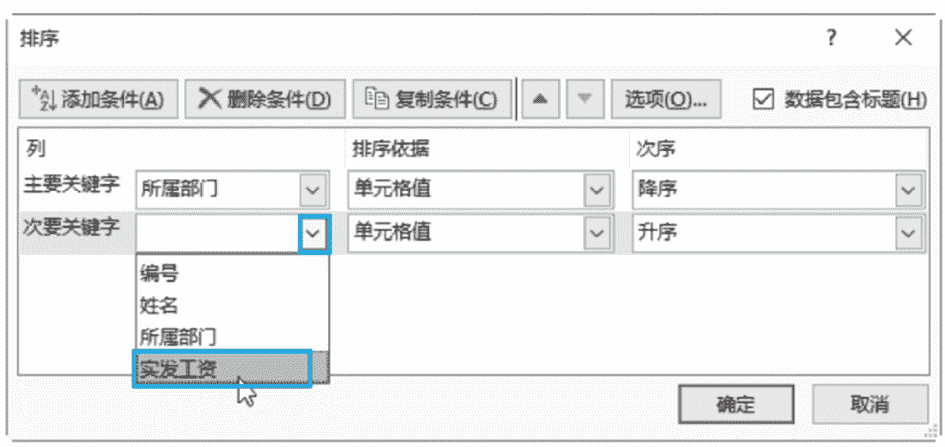 排序 ?
添加条件(A) 删除条件(D) 复制条件(C) 选项(O)... 数据包含标题(H)
列 排序依据 次序
主要关键字 所属部门 单元格值 降序
次要关键字 单元格值 升序
编号
姓名
所属部门
实发工资
确定 取消